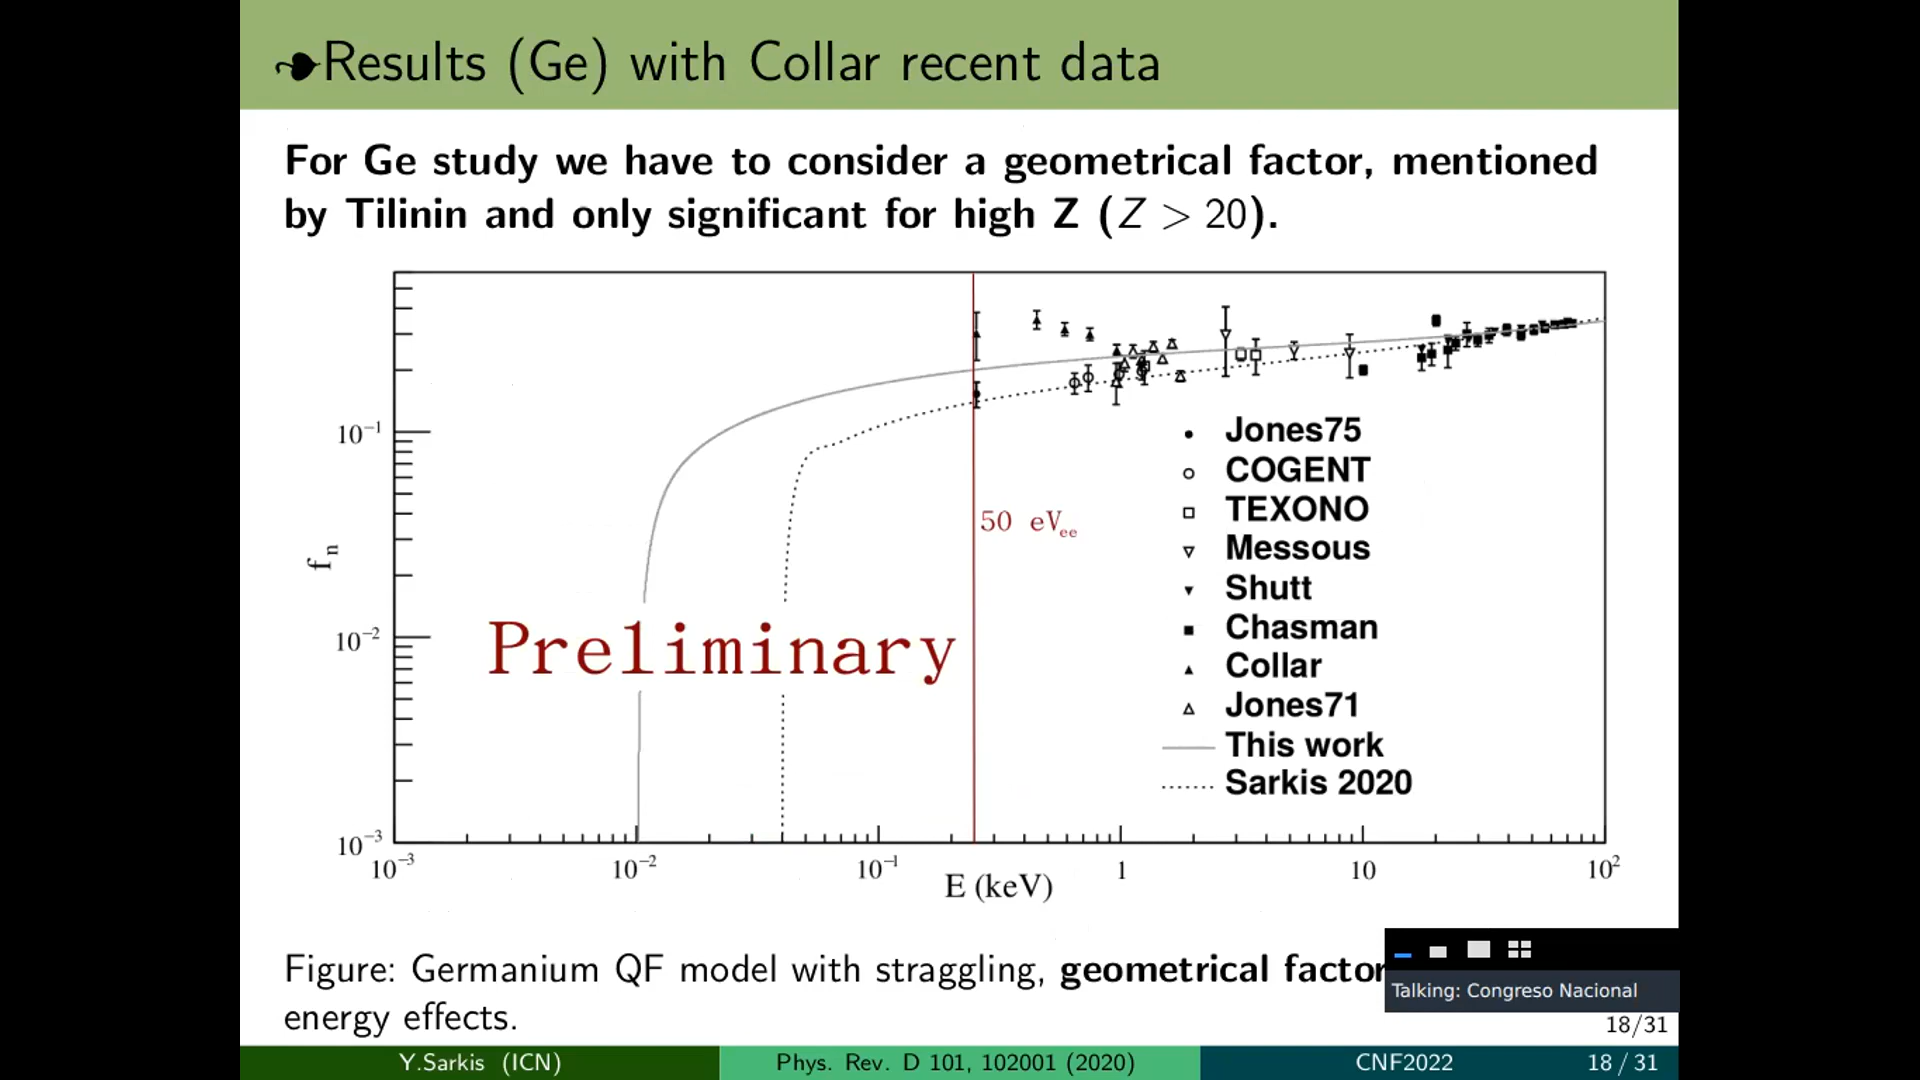 Results (Ge) with Collar recent data
For Ge study we have to consider a geometrical factor, mentioned
by Tilinin and only significant for high Z (Z > 20).
10⁻¹
10⁻²
10⁻³
fₙ
50 eVₑₑ
Preliminary
Jones75
COGENT
TEXONO
Messous
Shutt
Chasman
Collar
Jones71
This work
Sarkis 2020
10⁻³ 10⁻² 10⁻¹ 1 10 10²
E (keV)
Figure: Germanium QF model with straggling, geometrical factor
energy effects.
Talking: Congreso Nacional
18/31
Y.Sarkis (ICN) Phys. Rev. D 101, 102001 (2020) CNF2022 18 / 31